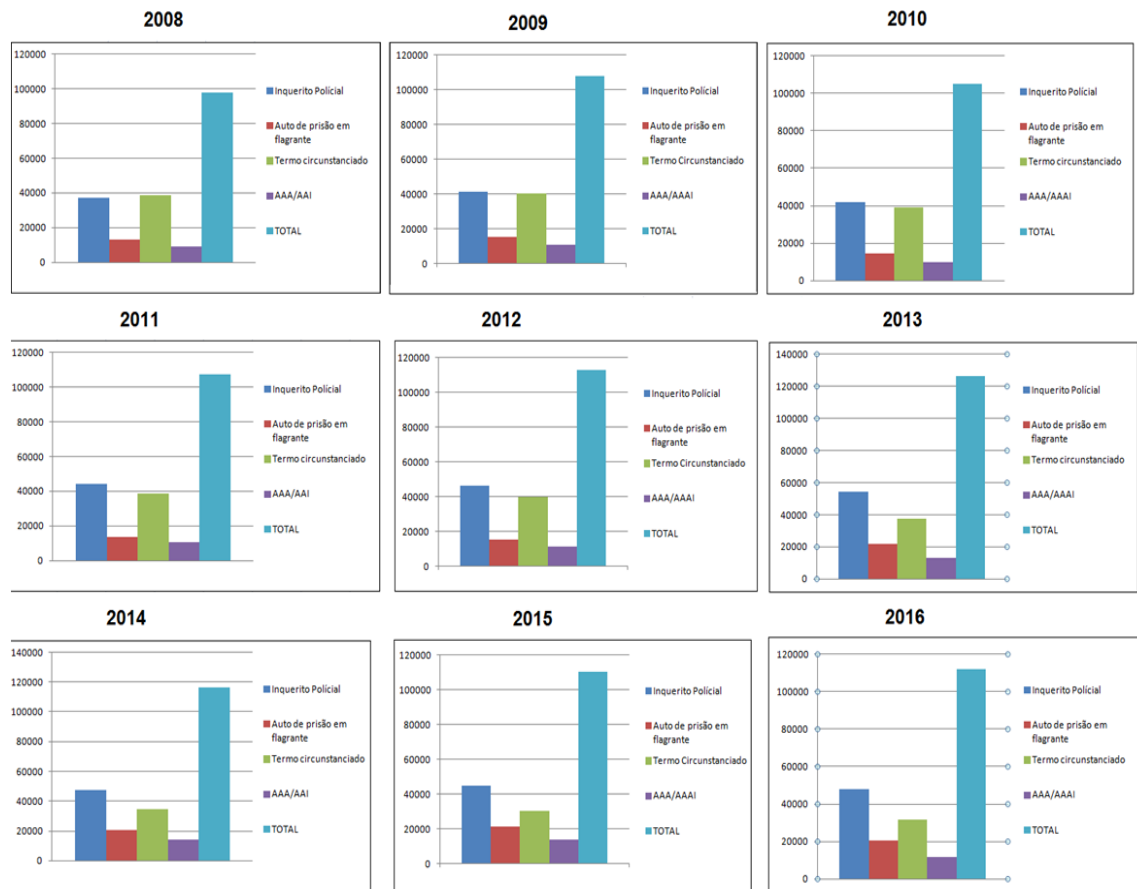 2008
120000
100000
80000
60000
40000
20000
0
Inquerito Polícial
Auto de prisão em
flagrante
Termo circunstanciado
AAA/AAI
TOTAL
2009
120000
100000
80000
60000
40000
20000
0
Inquerito Polícial
Auto de prisão em
flagrante
Termo Circunstanciado
AAA/AAAI
TOTAL
2010
120000
100000
80000
60000
40000
20000
0
Inquerito Polícial
Auto de prisão em
flagrante
Termo circunstanciado
AAA/AAAI
TOTAL
2011
120000
100000
80000
60000
40000
20000
0
Inquerito Polícial
Auto de prisão em
flagrante
Termo circunstanciado
AAA/AAI
TOTAL
2012
120000
100000
80000
60000
40000
20000
0
Inquerito Polícial
Auto de prisão em
flagrante
Termo Circunstanciado
AAA/AAAI
TOTAL
2013
140000
120000
100000
80000
60000
40000
20000
0
Inquerito Polícial
Auto de prisão em
flagrante
Termo circunstanciado
AAA/AAAI
TOTAL
2014
140000
120000
100000
80000
60000
40000
20000
0
Inquerito Polícial
Auto de prisão em
flagrante
Termo circunstanciado
AAA/AAI
TOTAL
2015
120000
100000
80000
60000
40000
20000
0
Inquerito Polícial
Auto de prisão em
flagrante
Termo Circunstanciado
AAA/AAAI
TOTAL
2016
120000
100000
80000
60000
40000
20000
0
Inquerito Polícial
Auto de prisão em
flagrante
Termo circunstanciado
AAA/AAAI
TOTAL